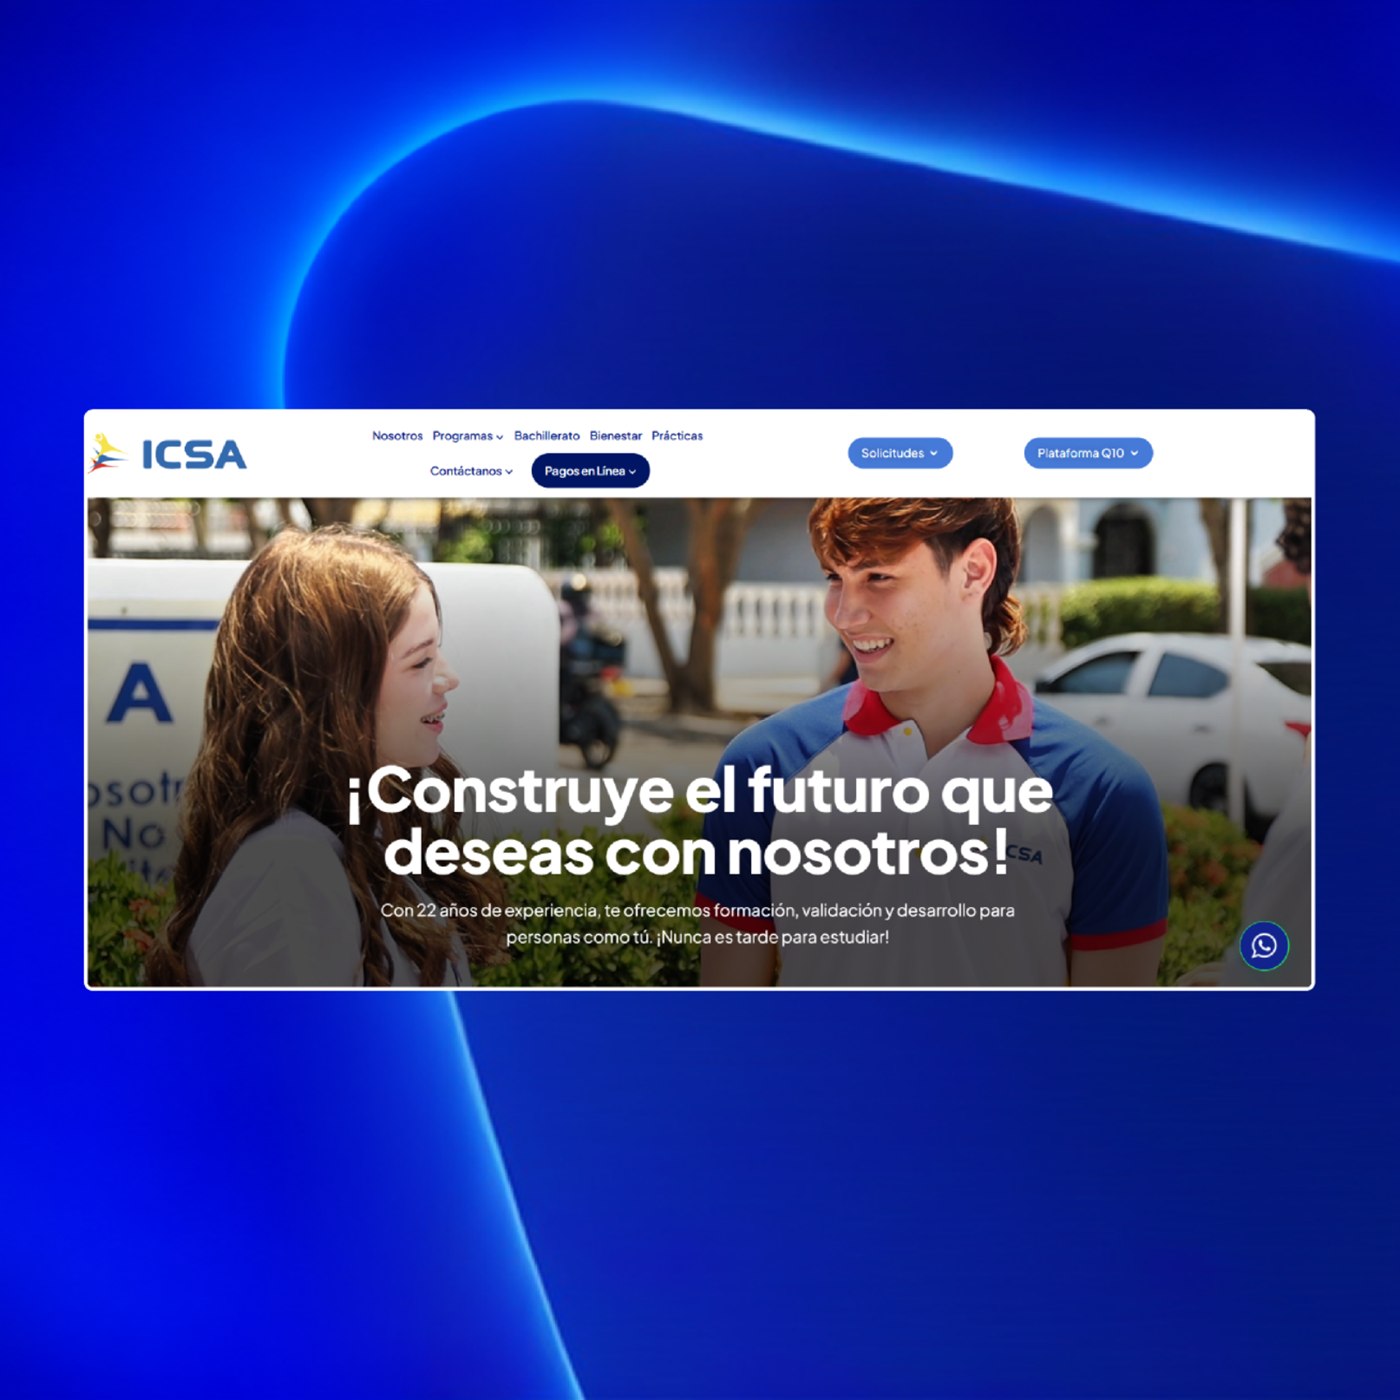 ICSA
Nosotros Programas Bachillerato Bienestar Prácticas
Contáctanos Pagos en Línea
Solicitudes
Plataforma Q10
A
No
¡Construye el futuro que
deseas con nosotros!
CSA
Con 22 años de experiencia, te ofrecemos formación, validación y desarrollo para
personas como tú. ¡Nunca es tarde para estudiar!